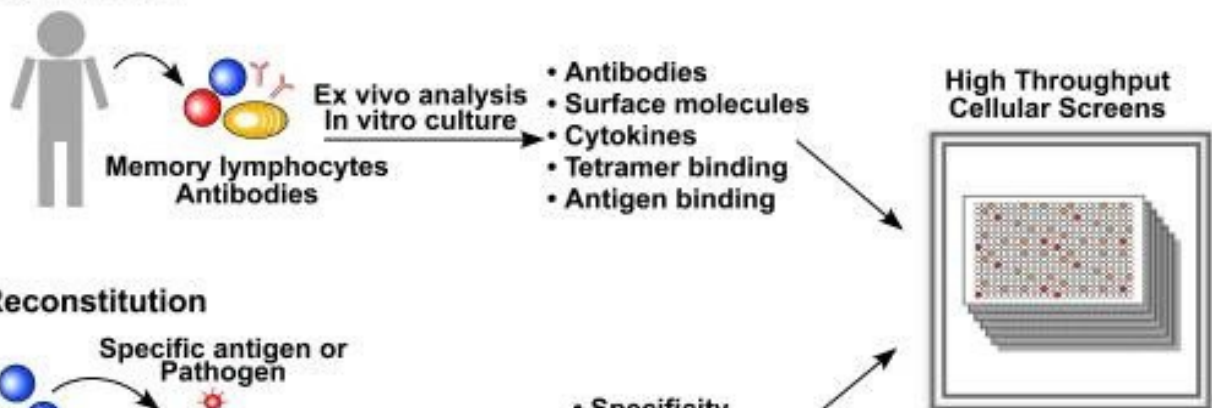 Ex vivo analysis
In vitro culture
Memory lymphocytes
Antibodies
• Antibodies
• Surface molecules
• Cytokines
• Tetramer binding
• Antigen binding
High Throughput
Cellular Screens
Reconstitution
Specific antigen or
Pathogen
• Specificity